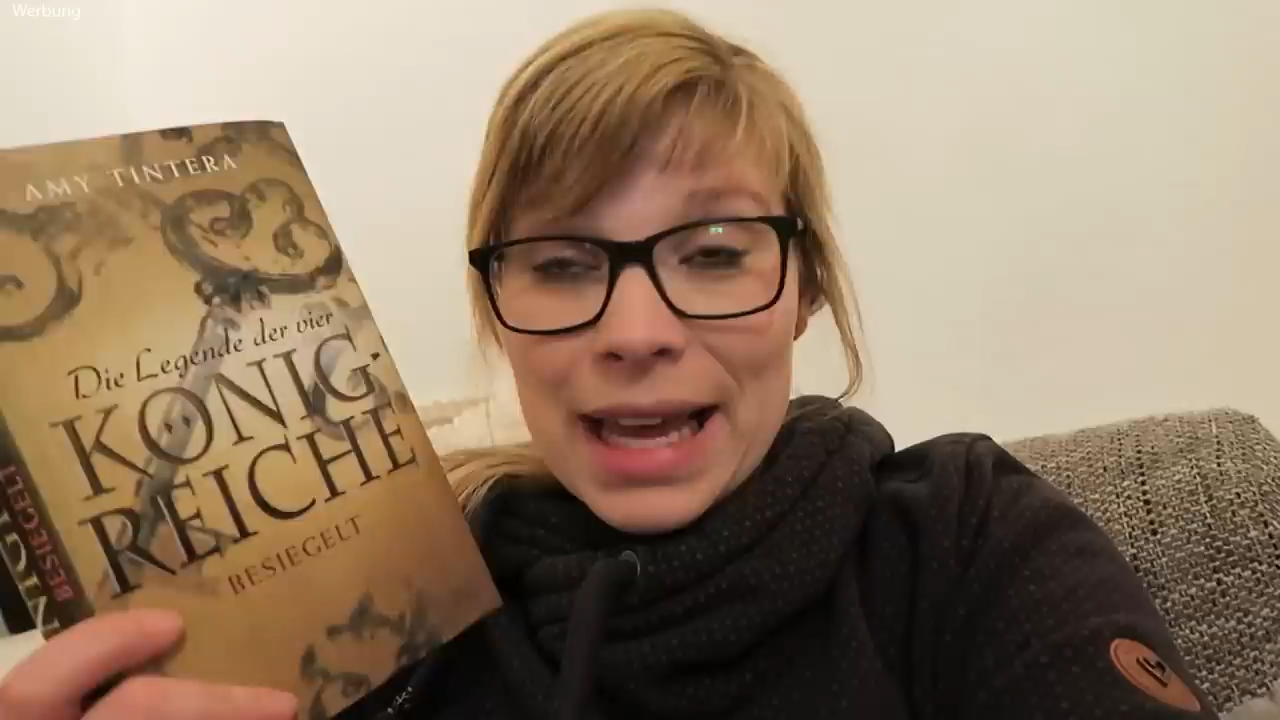 Werbung
AMY TINTERA
Die Legende der vier
KÖNIG-
REICHE
BESIEGELT
BESIEGELT